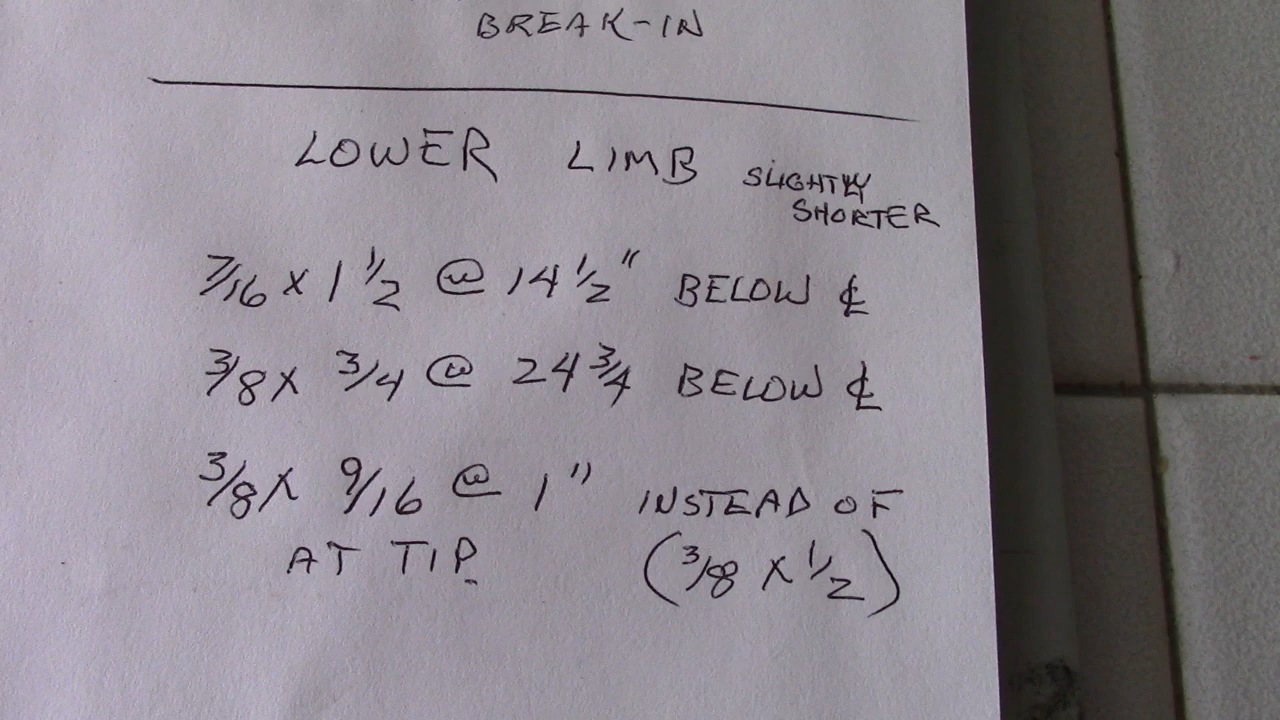 BREAK-IN
LOWER LIMB SLIGHTLY
SHORTER
7/16 X 1 1/2 @ 14 1/2" BELOW ℄
3/8 X 3/4 @ 24 3/4 BELOW ℄
3/8 X 9/16 @ 1" INSTEAD OF
AT TIP. (3/8 X 1/2)